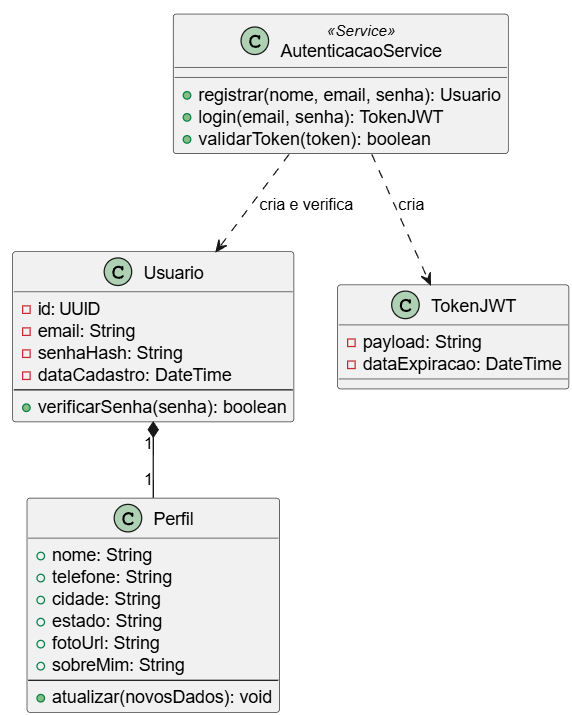 «Service»
C AutenticacaoService
registrar(nome, email, senha): Usuario
login(email, senha): TokenJWT
validarToken(token): boolean
cria e verifica
cria
C Usuario
id: UUID
email: String
senhaHash: String
dataCadastro: DateTime
verificarSenha(senha): boolean
C TokenJWT
payload: String
dataExpiracao: DateTime
1
1
C Perfil
nome: String
telefone: String
cidade: String
estado: String
fotoUrl: String
sobreMim: String
atualizar(novosDados): void